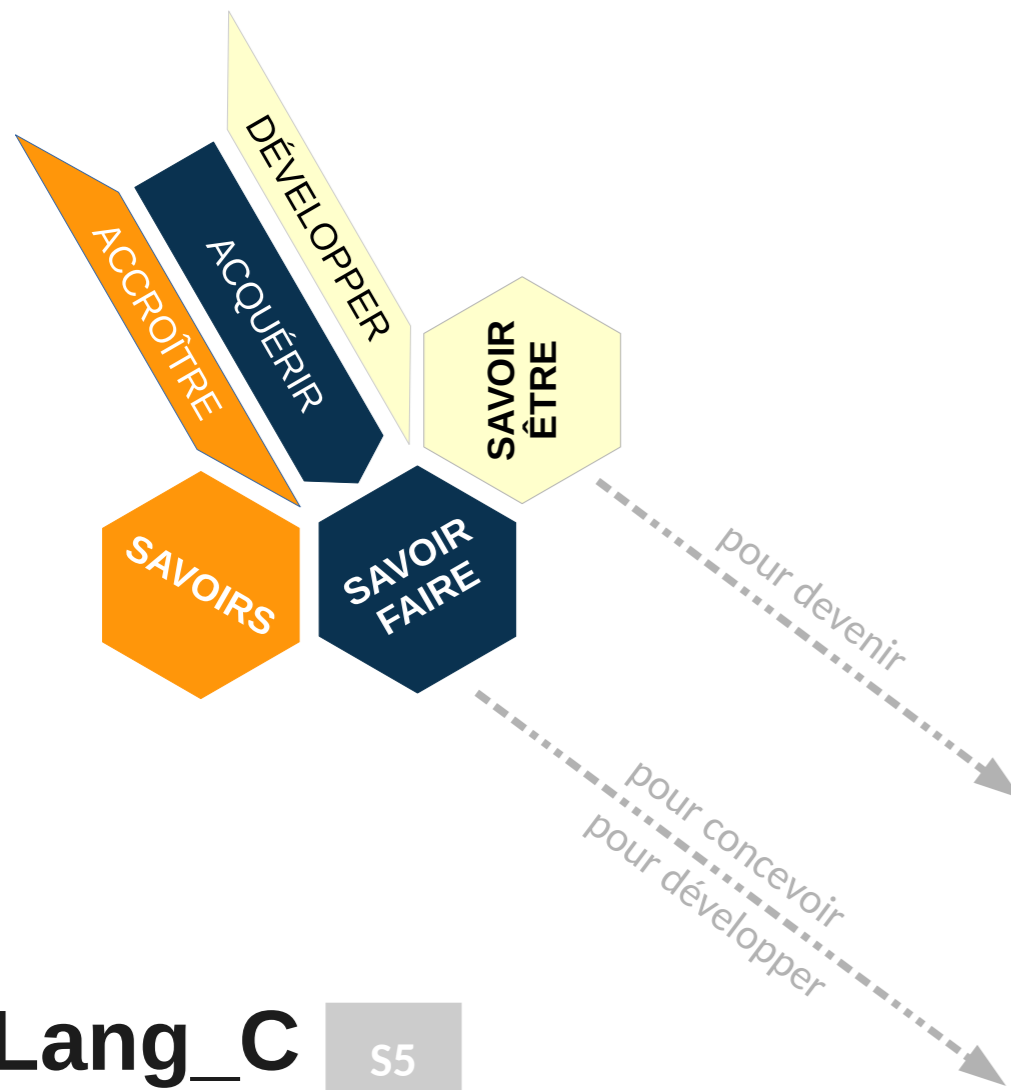 DÉVELOPPER
ACQUÉRIR
ACCROÎTRE
SAVOIR
ÊTRE
SAVOIR
FAIRE
SAVOIRS
pour devenir
pour concevoir
pour développer
Lang_C
S5